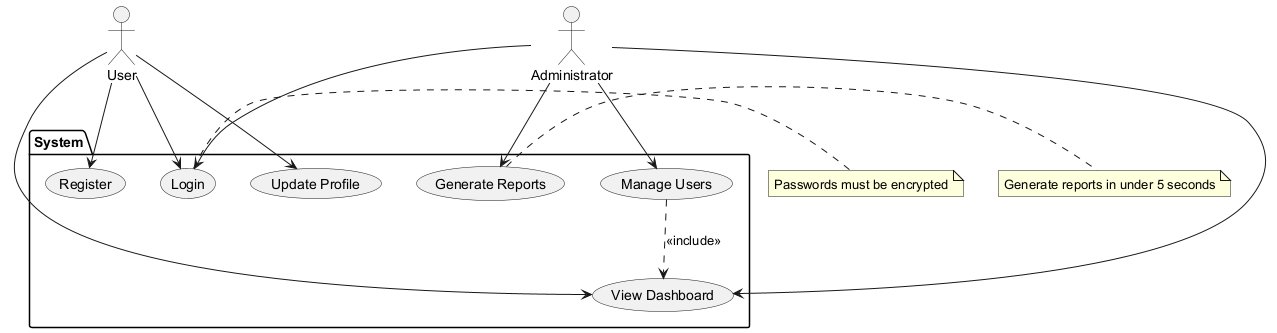 User
Administrator
System
Register
Login
Update Profile
Generate Reports
Manage Users
Passwords must be encrypted
Generate reports in under 5 seconds
«include»
View Dashboard